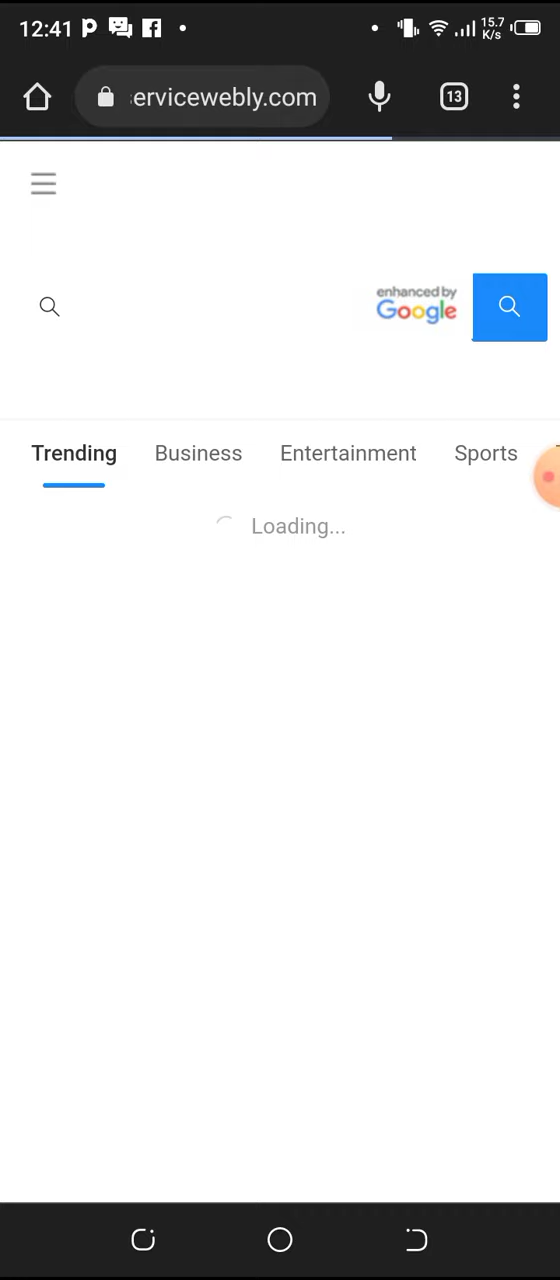 12:41
15.7
K/s
ervicewebly.com
13
enhanced by
Google
Trending Business Entertainment Sports
Loading...